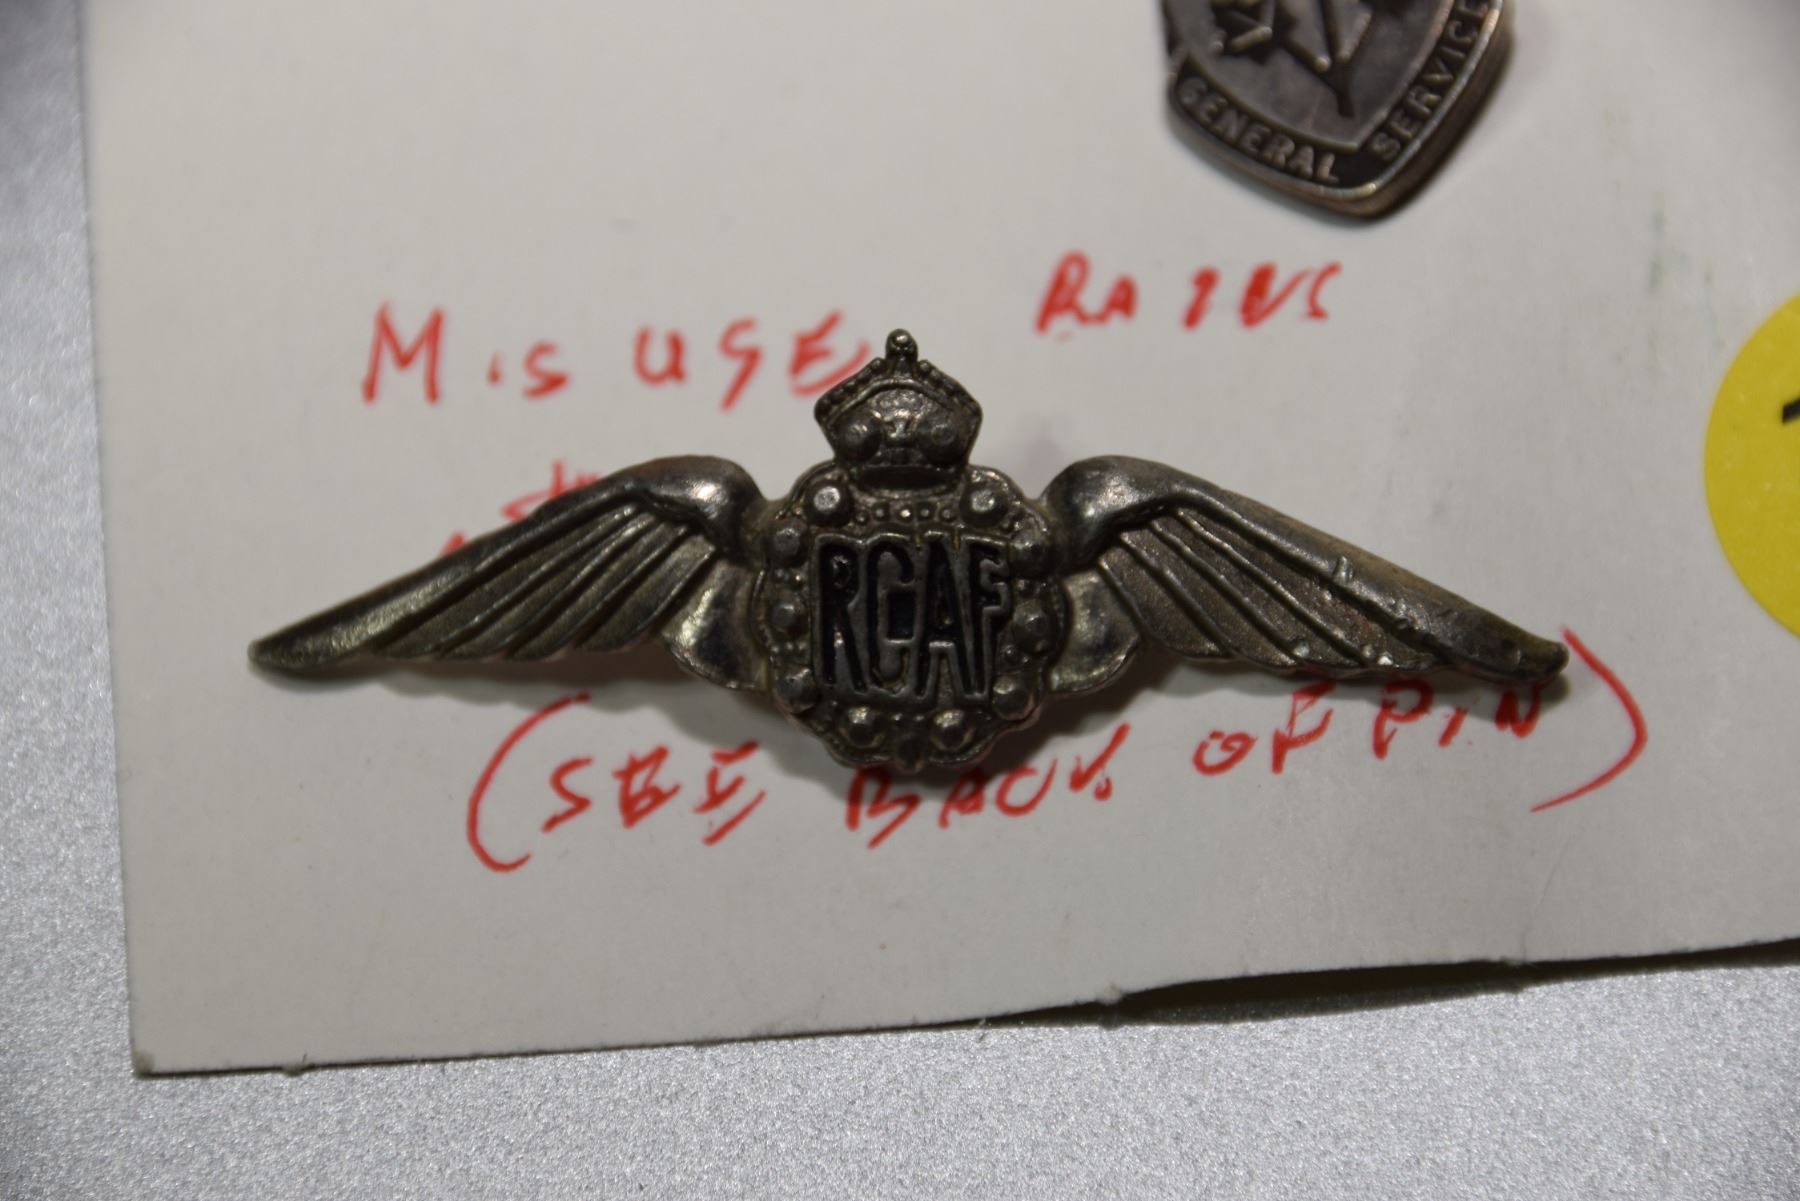 GENERAL SERVICE
MISUSE
RCAF
(SEE BACK OF PIN)